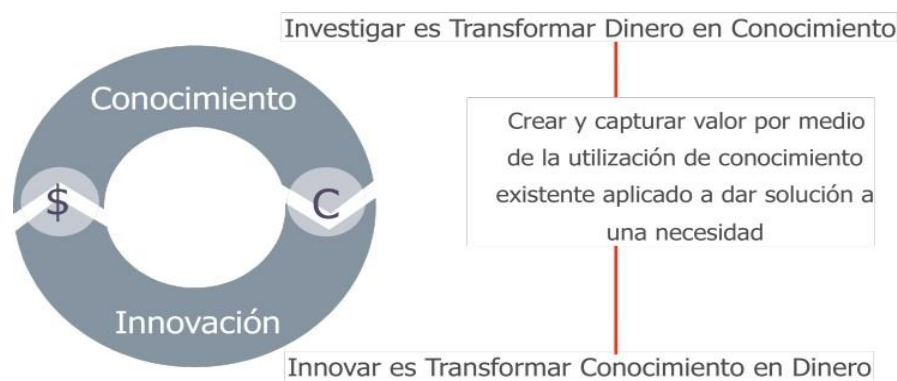 Investigar es Transformar Dinero en Conocimiento
Conocimiento
Crear y capturar valor por medio
de la utilización de conocimiento
existente aplicado a dar solución a
una necesidad
$
C
Innovación
Innovar es Transformar Conocimiento en Dinero